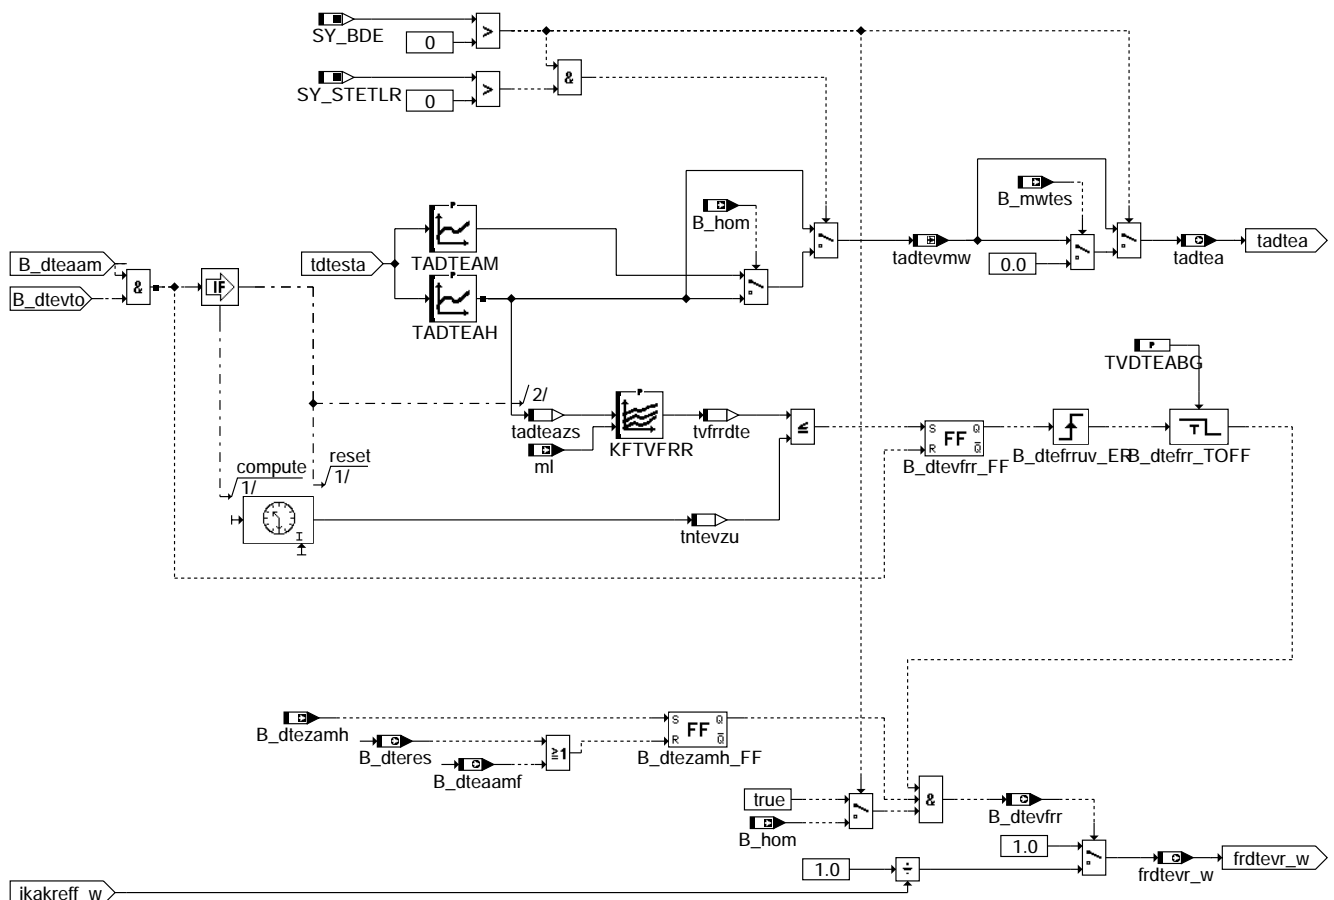 SY_BDE
0
>
&
SY_STETLR
0
>
P
B_hom
B_mwtes
B_dteaam
&
B_dtevto
IF
tdtesta
TADTEAM
P
TADTEAH
tadtevmw
0.0
tadtea
tadtea
P
TVDTEABG
2/
P
tadteazs
ml
KFTVFRR
tvfrrdte
≤
S Q
FF
R Q
B_dtevfrr_FF
B_dtefrruv_ER
T
B_dtefrr_TOFF
compute
1/
reset
1/
I
tntevzu
B_dtezamh
B_dteres
B_dteaamf
≥1
S Q
FF
R Q
B_dtezamh_FF
true
B_hom
&
B_dtevfrr
1.0
1.0
÷
frdtevr_w
frdtevr_w
ikakreff_w